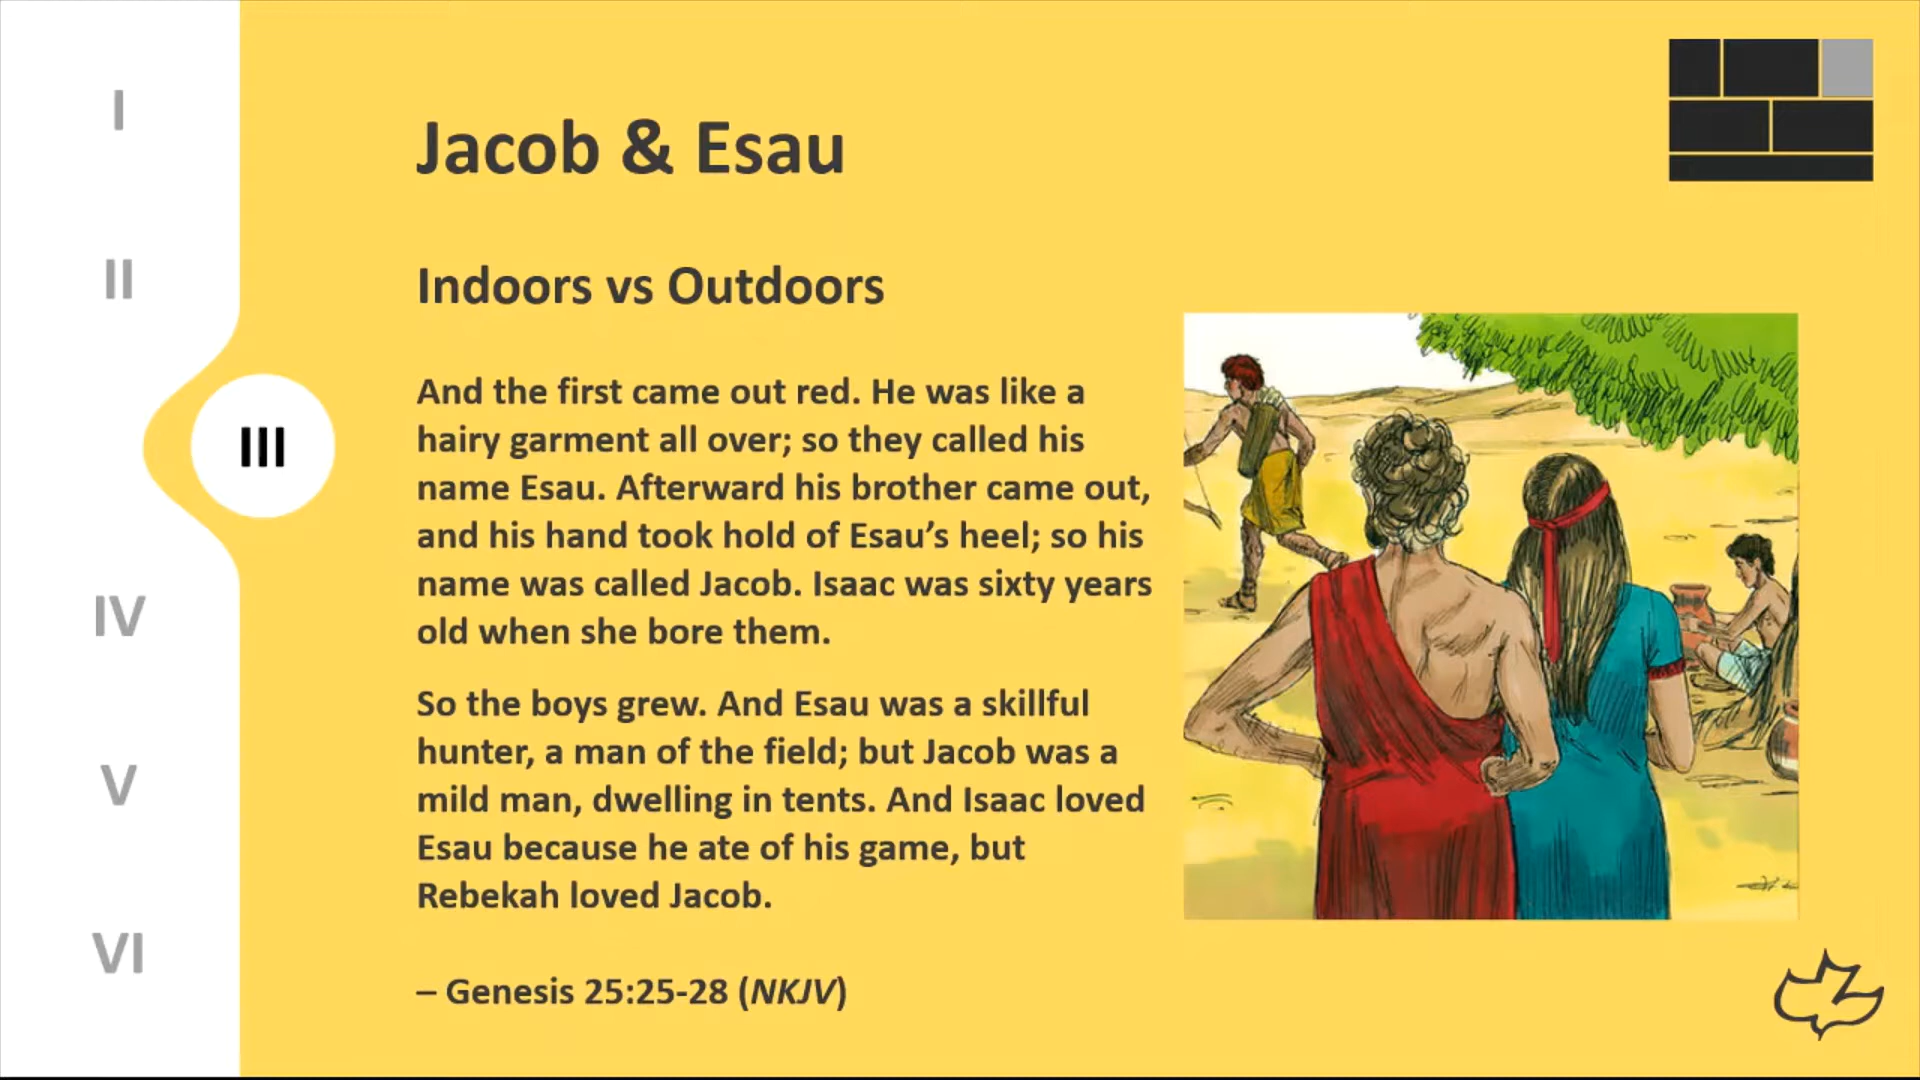 I
II
III
IV
V
VI
Jacob & Esau
Indoors vs Outdoors
And the first came out red. He was like a
hairy garment all over; so they called his
name Esau. Afterward his brother came out,
and his hand took hold of Esau’s heel; so his
name was called Jacob. Isaac was sixty years
old when she bore them.
So the boys grew. And Esau was a skillful
hunter, a man of the field; but Jacob was a
mild man, dwelling in tents. And Isaac loved
Esau because he ate of his game, but
Rebekah loved Jacob.
– Genesis 25:25-28 (NKJV)